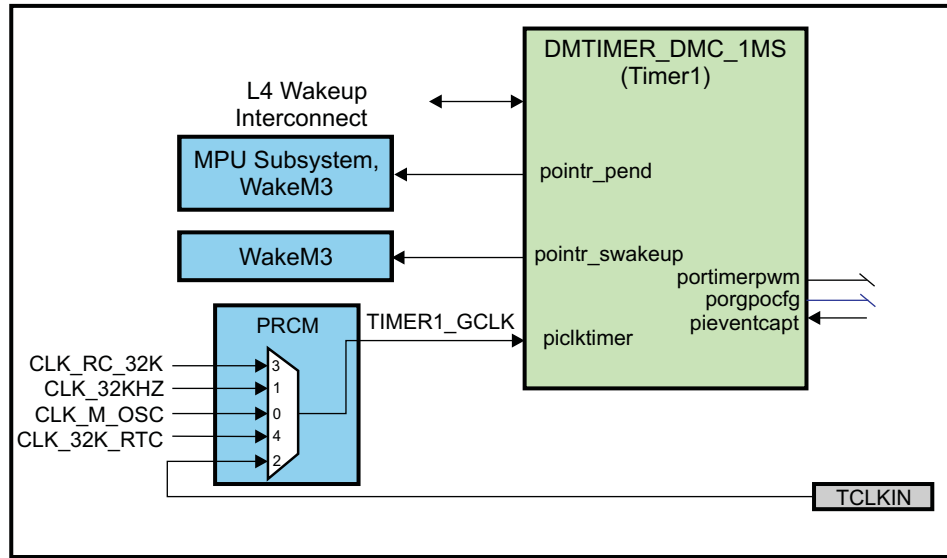 DMTIMER_DMC_1MS
(Timer1)
L4 Wakeup
Interconnect
MPU Subsystem,
WakeM3
pointr_pend
WakeM3
pointr_swakeup
portimerpwm
porgpocfg
pieventcapt
PRCM
TIMER1_GCLK
piclktimer
CLK_RC_32K
3
CLK_32KHZ
1
CLK_M_OSC
0
CLK_32K_RTC
4
2
TCLKIN